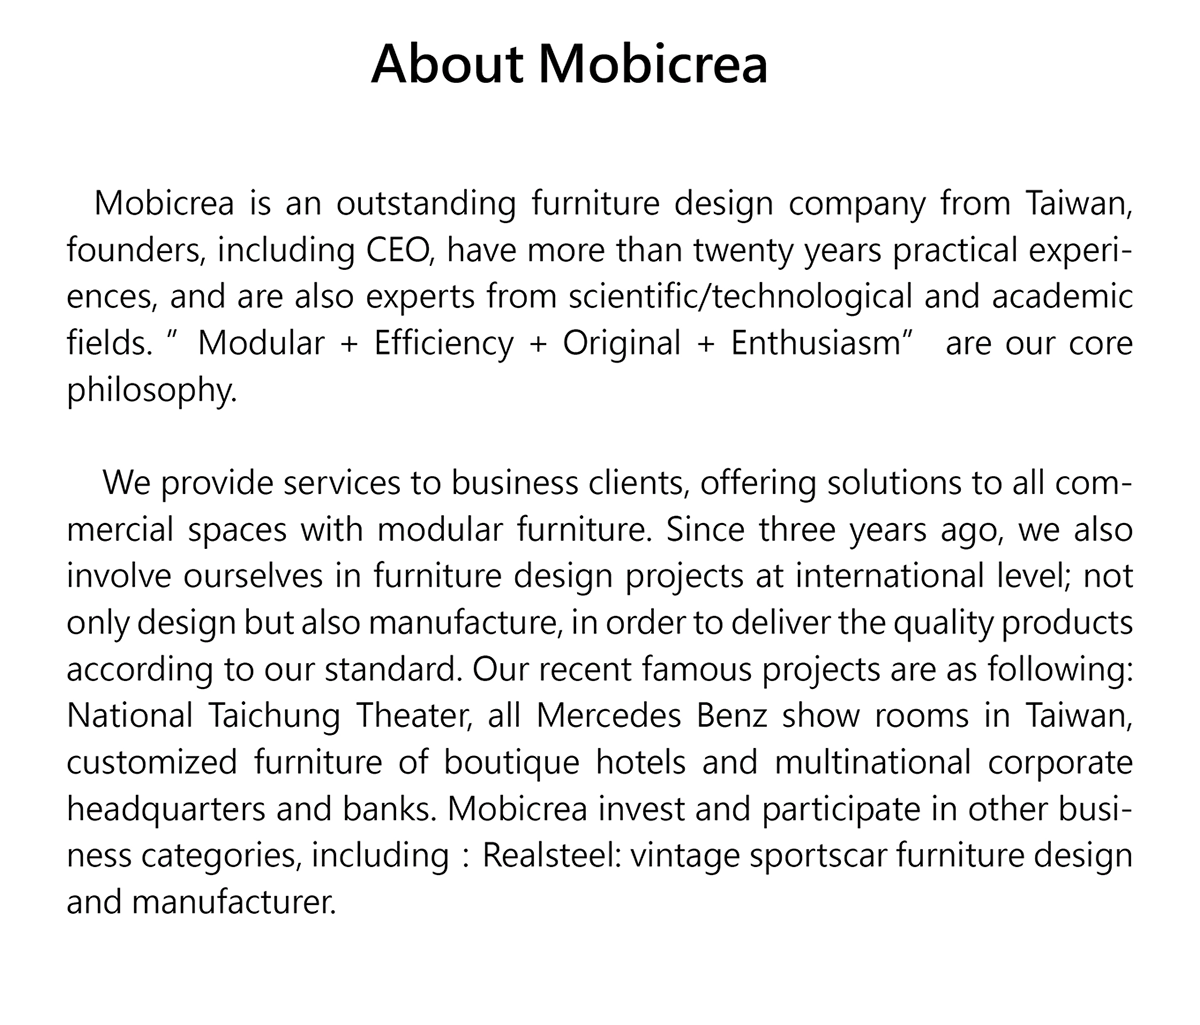 About Mobicrea
Mobicrea is an outstanding furniture design company from Taiwan,
founders, including CEO, have more than twenty years practical experi-
ences, and are also experts from scientific/technological and academic
fields. ” Modular + Efficiency + Original + Enthusiasm” are our core
philosophy.
We provide services to business clients, offering solutions to all com-
mercial spaces with modular furniture. Since three years ago, we also
involve ourselves in furniture design projects at international level; not
only design but also manufacture, in order to deliver the quality products
according to our standard. Our recent famous projects are as following:
National Taichung Theater, all Mercedes Benz show rooms in Taiwan,
customized furniture of boutique hotels and multinational corporate
headquarters and banks. Mobicrea invest and participate in other busi-
ness categories, including：Realsteel: vintage sportscar furniture design
and manufacturer.